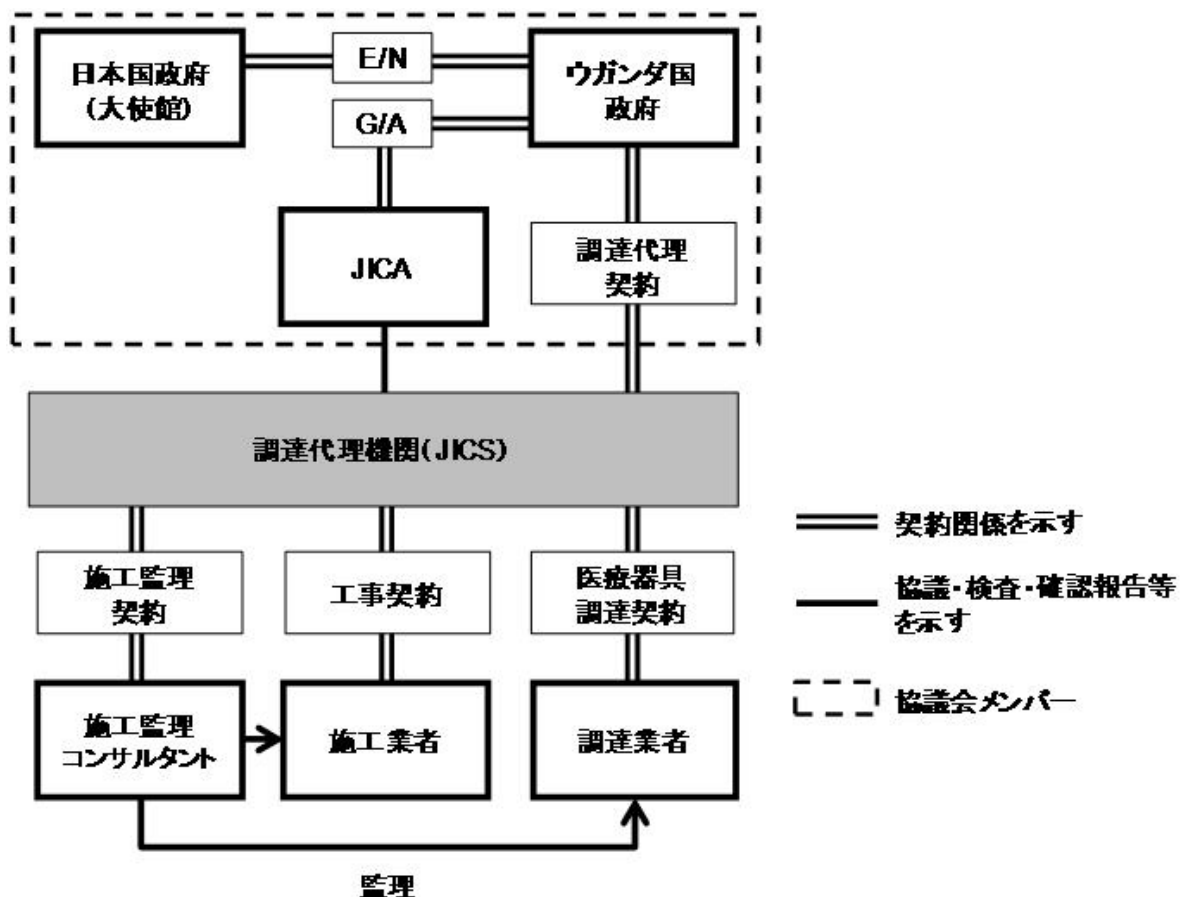 日本国政府
(大使館)
E/N
ウガンダ国
政府
G/A
JICA
調達代理
契約
調達代理機関(JICS)
契約関係を示す
協議・検査・確認報告等
を示す
協議会メンバー
施工監理
契約
工事契約
医療器具
調達契約
施工監理
コンサルタント
施工業者
調達業者
監理